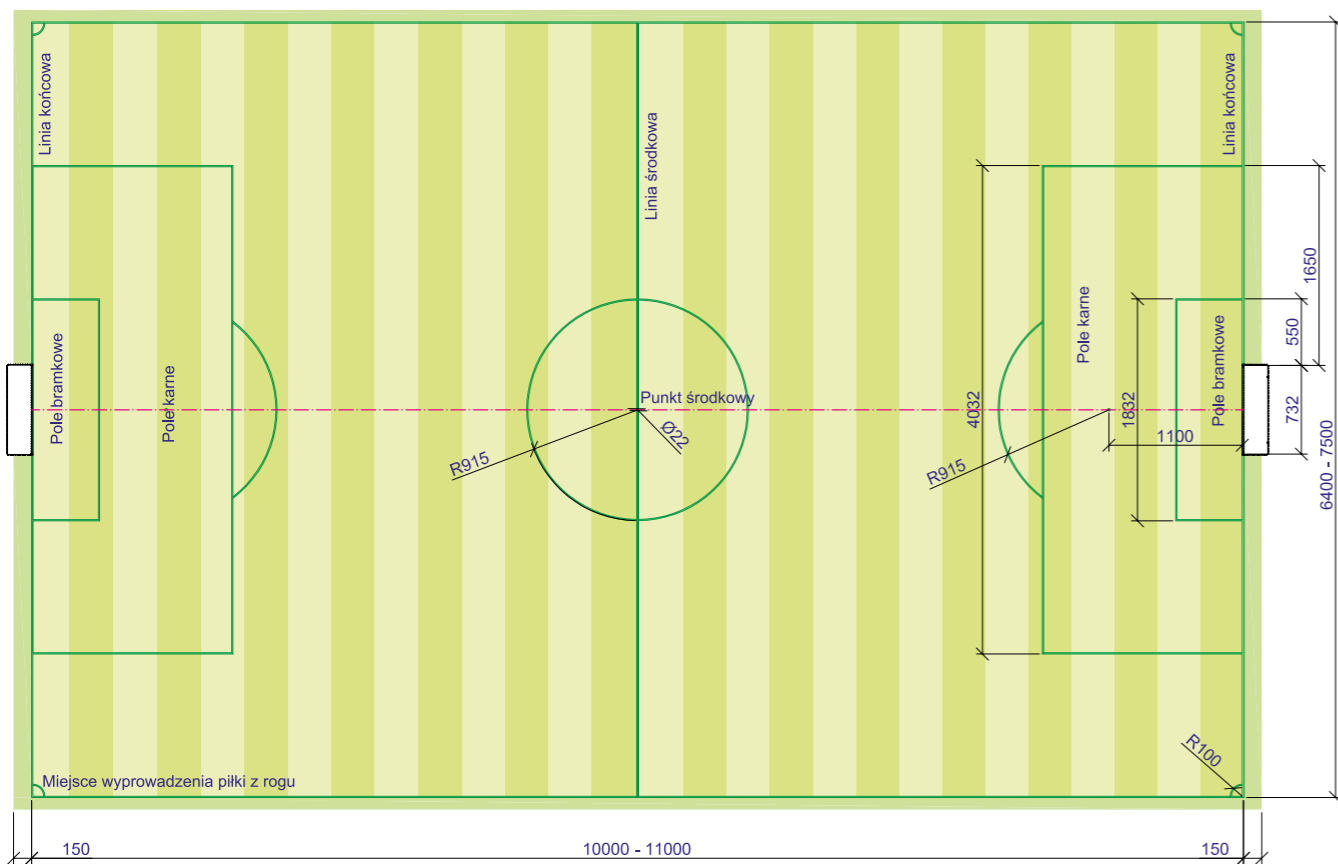 Linia końcowa
Linia środkowa
Linia końcowa
1650
550
Pole karne
Pole bramkowe
Pole karne
Punkt środkowy
Ø22
R915
4032
R915
1832
1100
Pole bramkowe
732
6400 - 7500
R100
Miejsce wyprowadzenia piłki z rogu
150
10000 - 11000
150